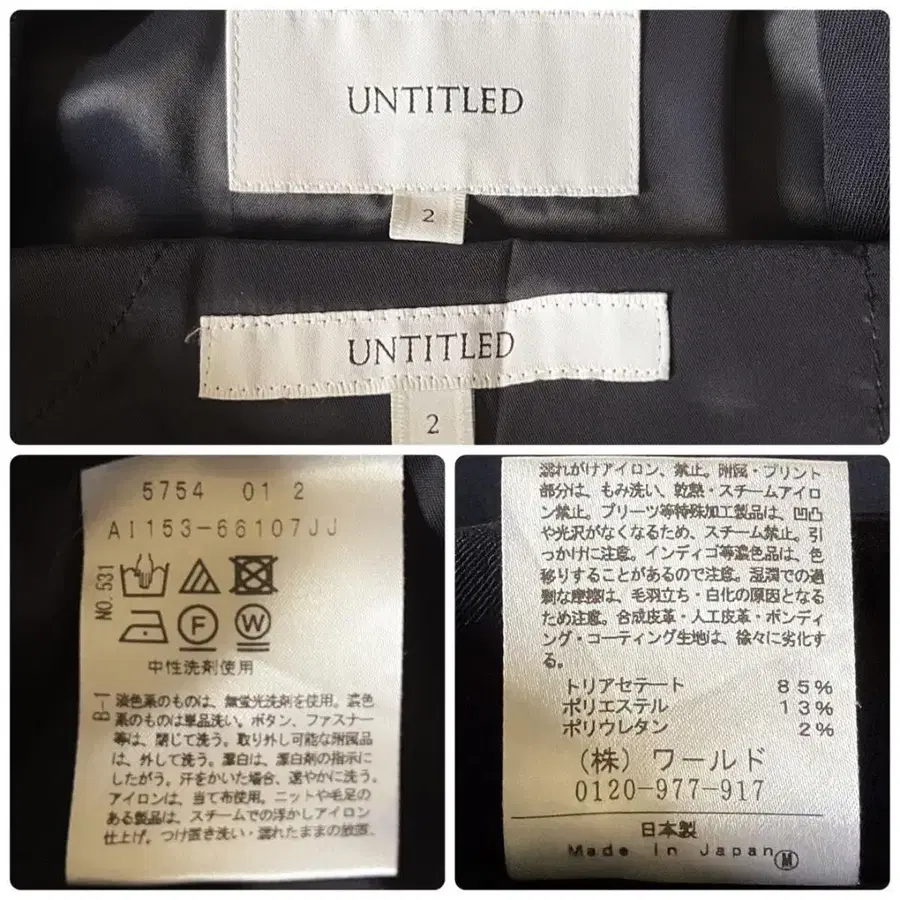 UNTITLED
2
UNTITLED
2
5754 01 2
AI153-66107JJ
NO.531
F W
中性洗剤使用
B-1
淡色系のものは、無蛍光洗剤を使用。濃色
系のものは単品洗い。ボタン、ファスナー
等は、閉じて洗う。取り外し可能な附属品
は、外して洗う。漂白は、漂白剤の指示に
したがう。汗をかいた場合、速やかに洗う。
アイロンは、当て布使用。ニットや毛足の
ある製品は、スチームでの浮かしアイロン
仕上げ。つけ置き洗い・濡れたままの放置、
濡れがけアイロン、禁止。附属・プリント
部分は、もみ洗い、乾熱・スチームアイロ
ン禁止。プリーツ等特殊加工製品は、凹凸
や光沢がなくなるため、スチーム禁止。引
っかけに注意。インディゴ等濃色品は、色
移りすることがあるので注意。湿潤での過
剰な摩擦は、毛羽立ち・白化の原因となる
ため注意。合成皮革・人工皮革・ボンディ
ング・コーティング生地は、徐々に劣化す
る。
トリアセテート 85%
ポリエステル 13%
ポリウレタン 2%
(株) ワールド
0120-977-917
日本製
Made In Japan M